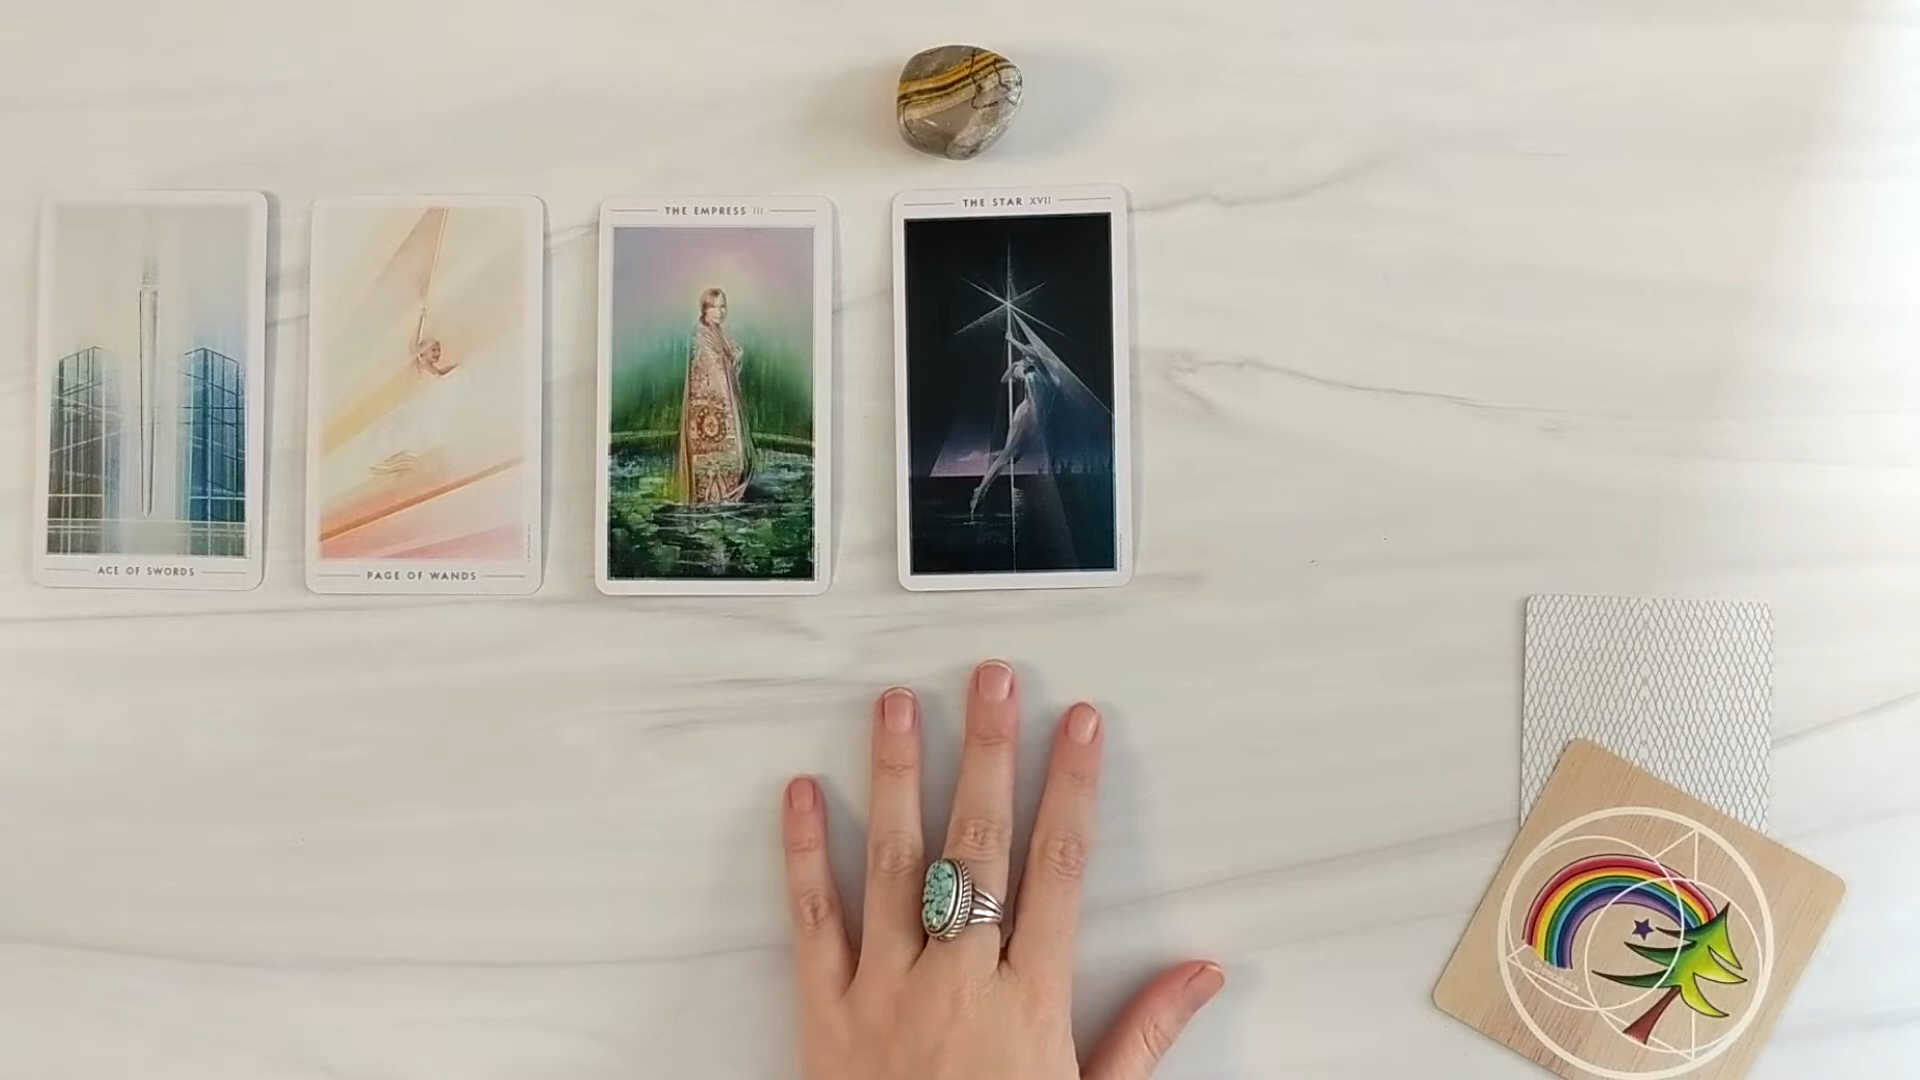 ACE OF SWORDS
PAGE OF WANDS
THE EMPRESS III
THE STAR XVII